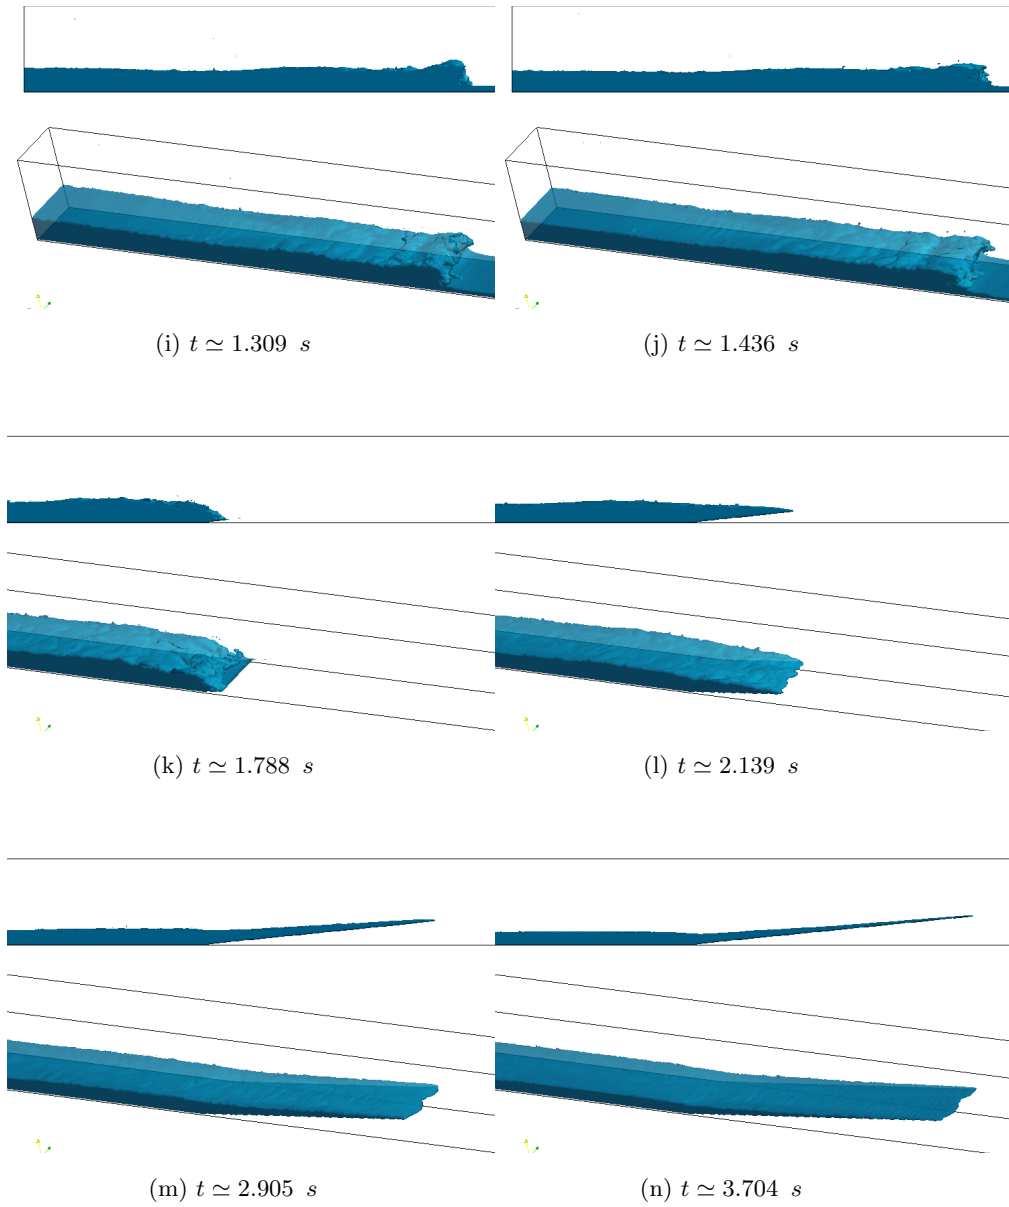 (i) t ≃ 1.309 s
(j) t ≃ 1.436 s
(k) t ≃ 1.788 s
(l) t ≃ 2.139 s
(m) t ≃ 2.905 s
(n) t ≃ 3.704 s